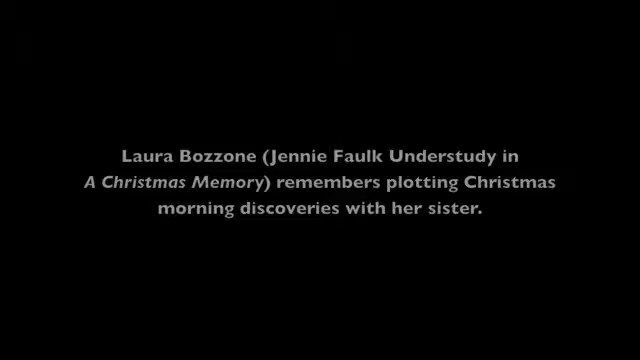 Laura Bozzone (Jennie Faulk Understudy in
A Christmas Memory) remembers plotting Christmas
morning discoveries with her sister.